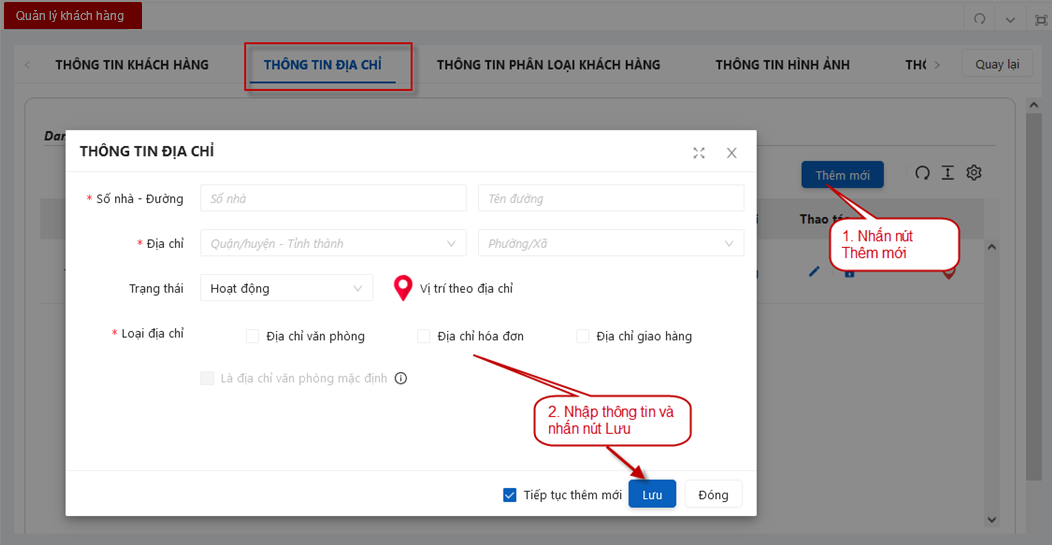 Quản lý khách hàng
THÔNG TIN KHÁCH HÀNG
THÔNG TIN ĐỊA CHỈ
THÔNG TIN PHÂN LOẠI KHÁCH HÀNG
THÔNG TIN HÌNH ẢNH
Quay lại
THÔNG TIN ĐỊA CHỈ
Thêm mới
* Số nhà - Đường
Số nhà
Tên đường
* Địa chỉ
Quận/huyện - Tỉnh thành
Phường/Xã
Thao
1. Nhấn nút
Thêm mới
Trạng thái
Hoạt động
Vị trí theo địa chỉ
* Loại địa chỉ
Địa chỉ văn phòng
Địa chỉ hóa đơn
Địa chỉ giao hàng
Là địa chỉ văn phòng mặc định
2. Nhập thông tin và
nhấn nút Lưu
Tiếp tục thêm mới
Lưu
Đóng